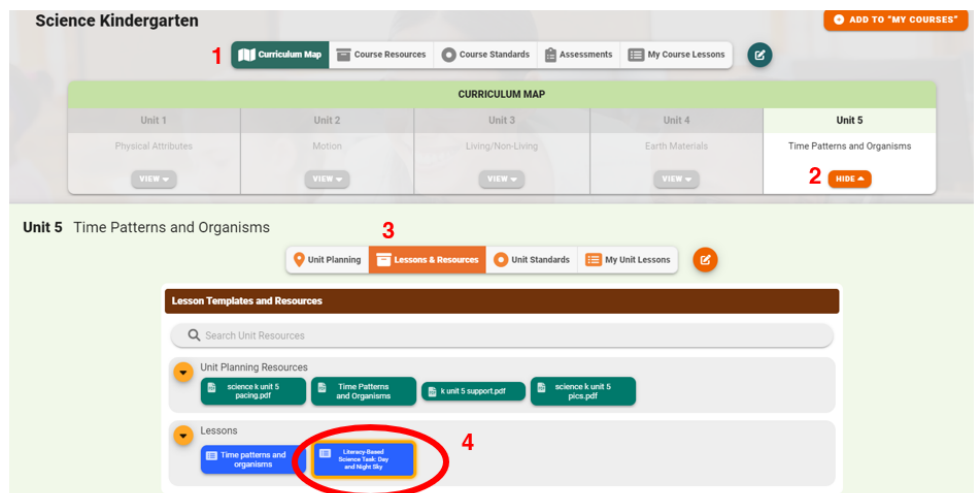 Science Kindergarten
ADD TO "MY COURSES"
1
Curriculum Map
Course Resources
Course Standards
Assessments
My Course Lessons
CURRICULUM MAP
Unit 1
Unit 2
Unit 3
Unit 4
Unit 5
Physical Attributes
Motion
Living/Non-Living
Earth Materials
Time Patterns and Organisms
VIEW
VIEW
VIEW
VIEW
2
HIDE
Unit 5 Time Patterns and Organisms
3
Unit Planning
Lessons & Resources
Unit Standards
My Unit Lessons
Lesson Templates and Resources
Search Unit Resources
Unit Planning Resources
science k unit 5
pacing.pdf
Time Patterns
and Organisms
k unit 5 support.pdf
science k unit 5
pics.pdf
Lessons
4
Time patterns and
organisms
Literacy-Based
Science Task: Day
and Night Sky